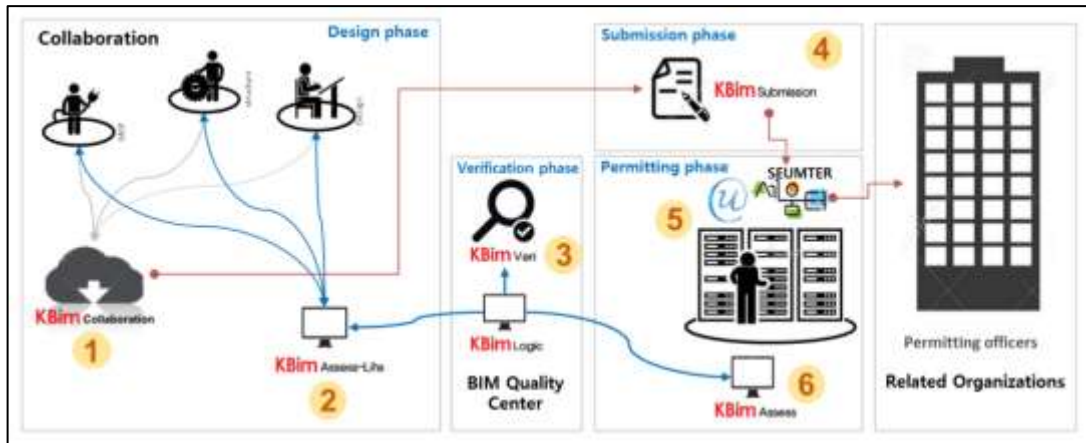 Collaboration
Design phase
Design
KBim Collaboration
1
KBim Assess-Lite
2
Verification phase
KBim Veri
3
KBim Logic
BIM Quality
Center
Submission phase
4
KBim Submission
Permitting phase
SEUMTER
5
6
KBim Assess
Permitting officers
Related Organizations